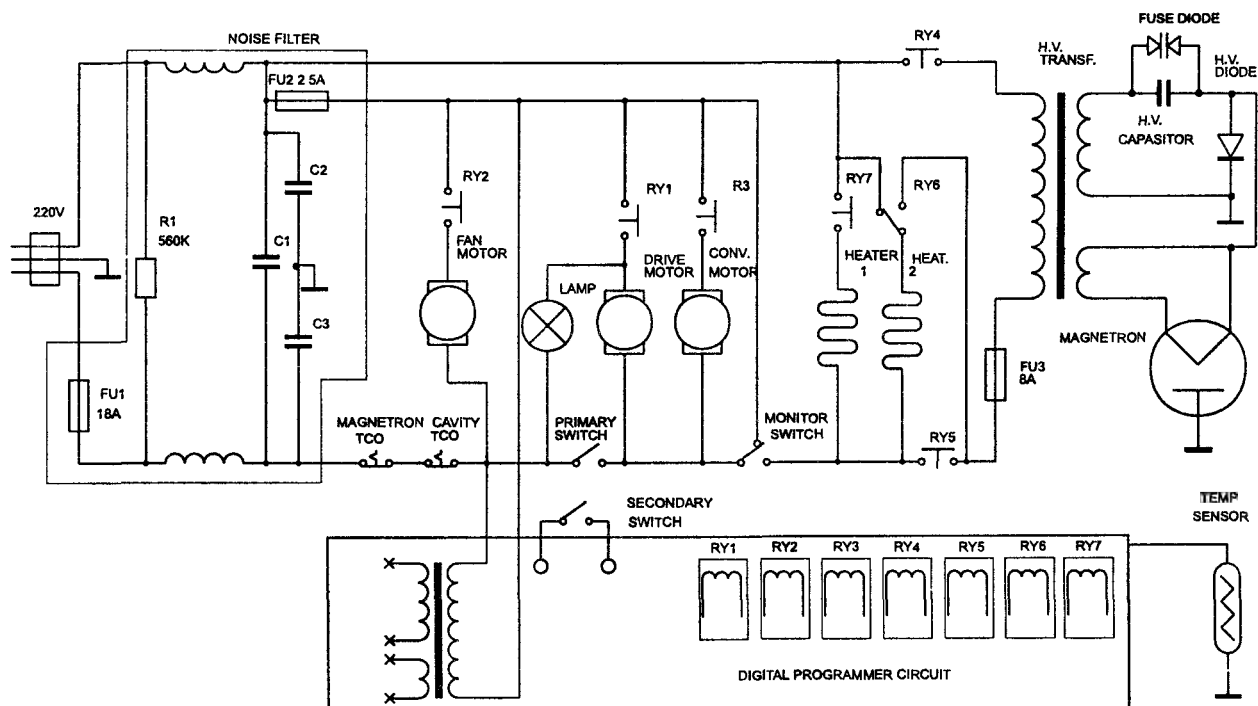 NOISE FILTER
FU2 2 5A
RY4
H.V.
TRANSF.
FUSE DIODE
H.V.
DIODE
H.V.
CAPASITOR
C2
RY2
RY1
R3
RY7
RY6
220V
R1
560K
C1
FAN
MOTOR
DRIVE
MOTOR
CONV.
MOTOR
HEATER
1
HEAT.
2
LAMP
C3
MAGNETRON
FU3
8A
FU1
18A
MAGNETRON
TCO
CAVITY
TCO
PRIMARY
SWITCH
MONITOR
SWITCH
RY5
SECONDARY
SWITCH
TEMP
SENSOR
RY1 RY2 RY3 RY4 RY5 RY6 RY7
DIGITAL PROGRAMMER CIRCUIT